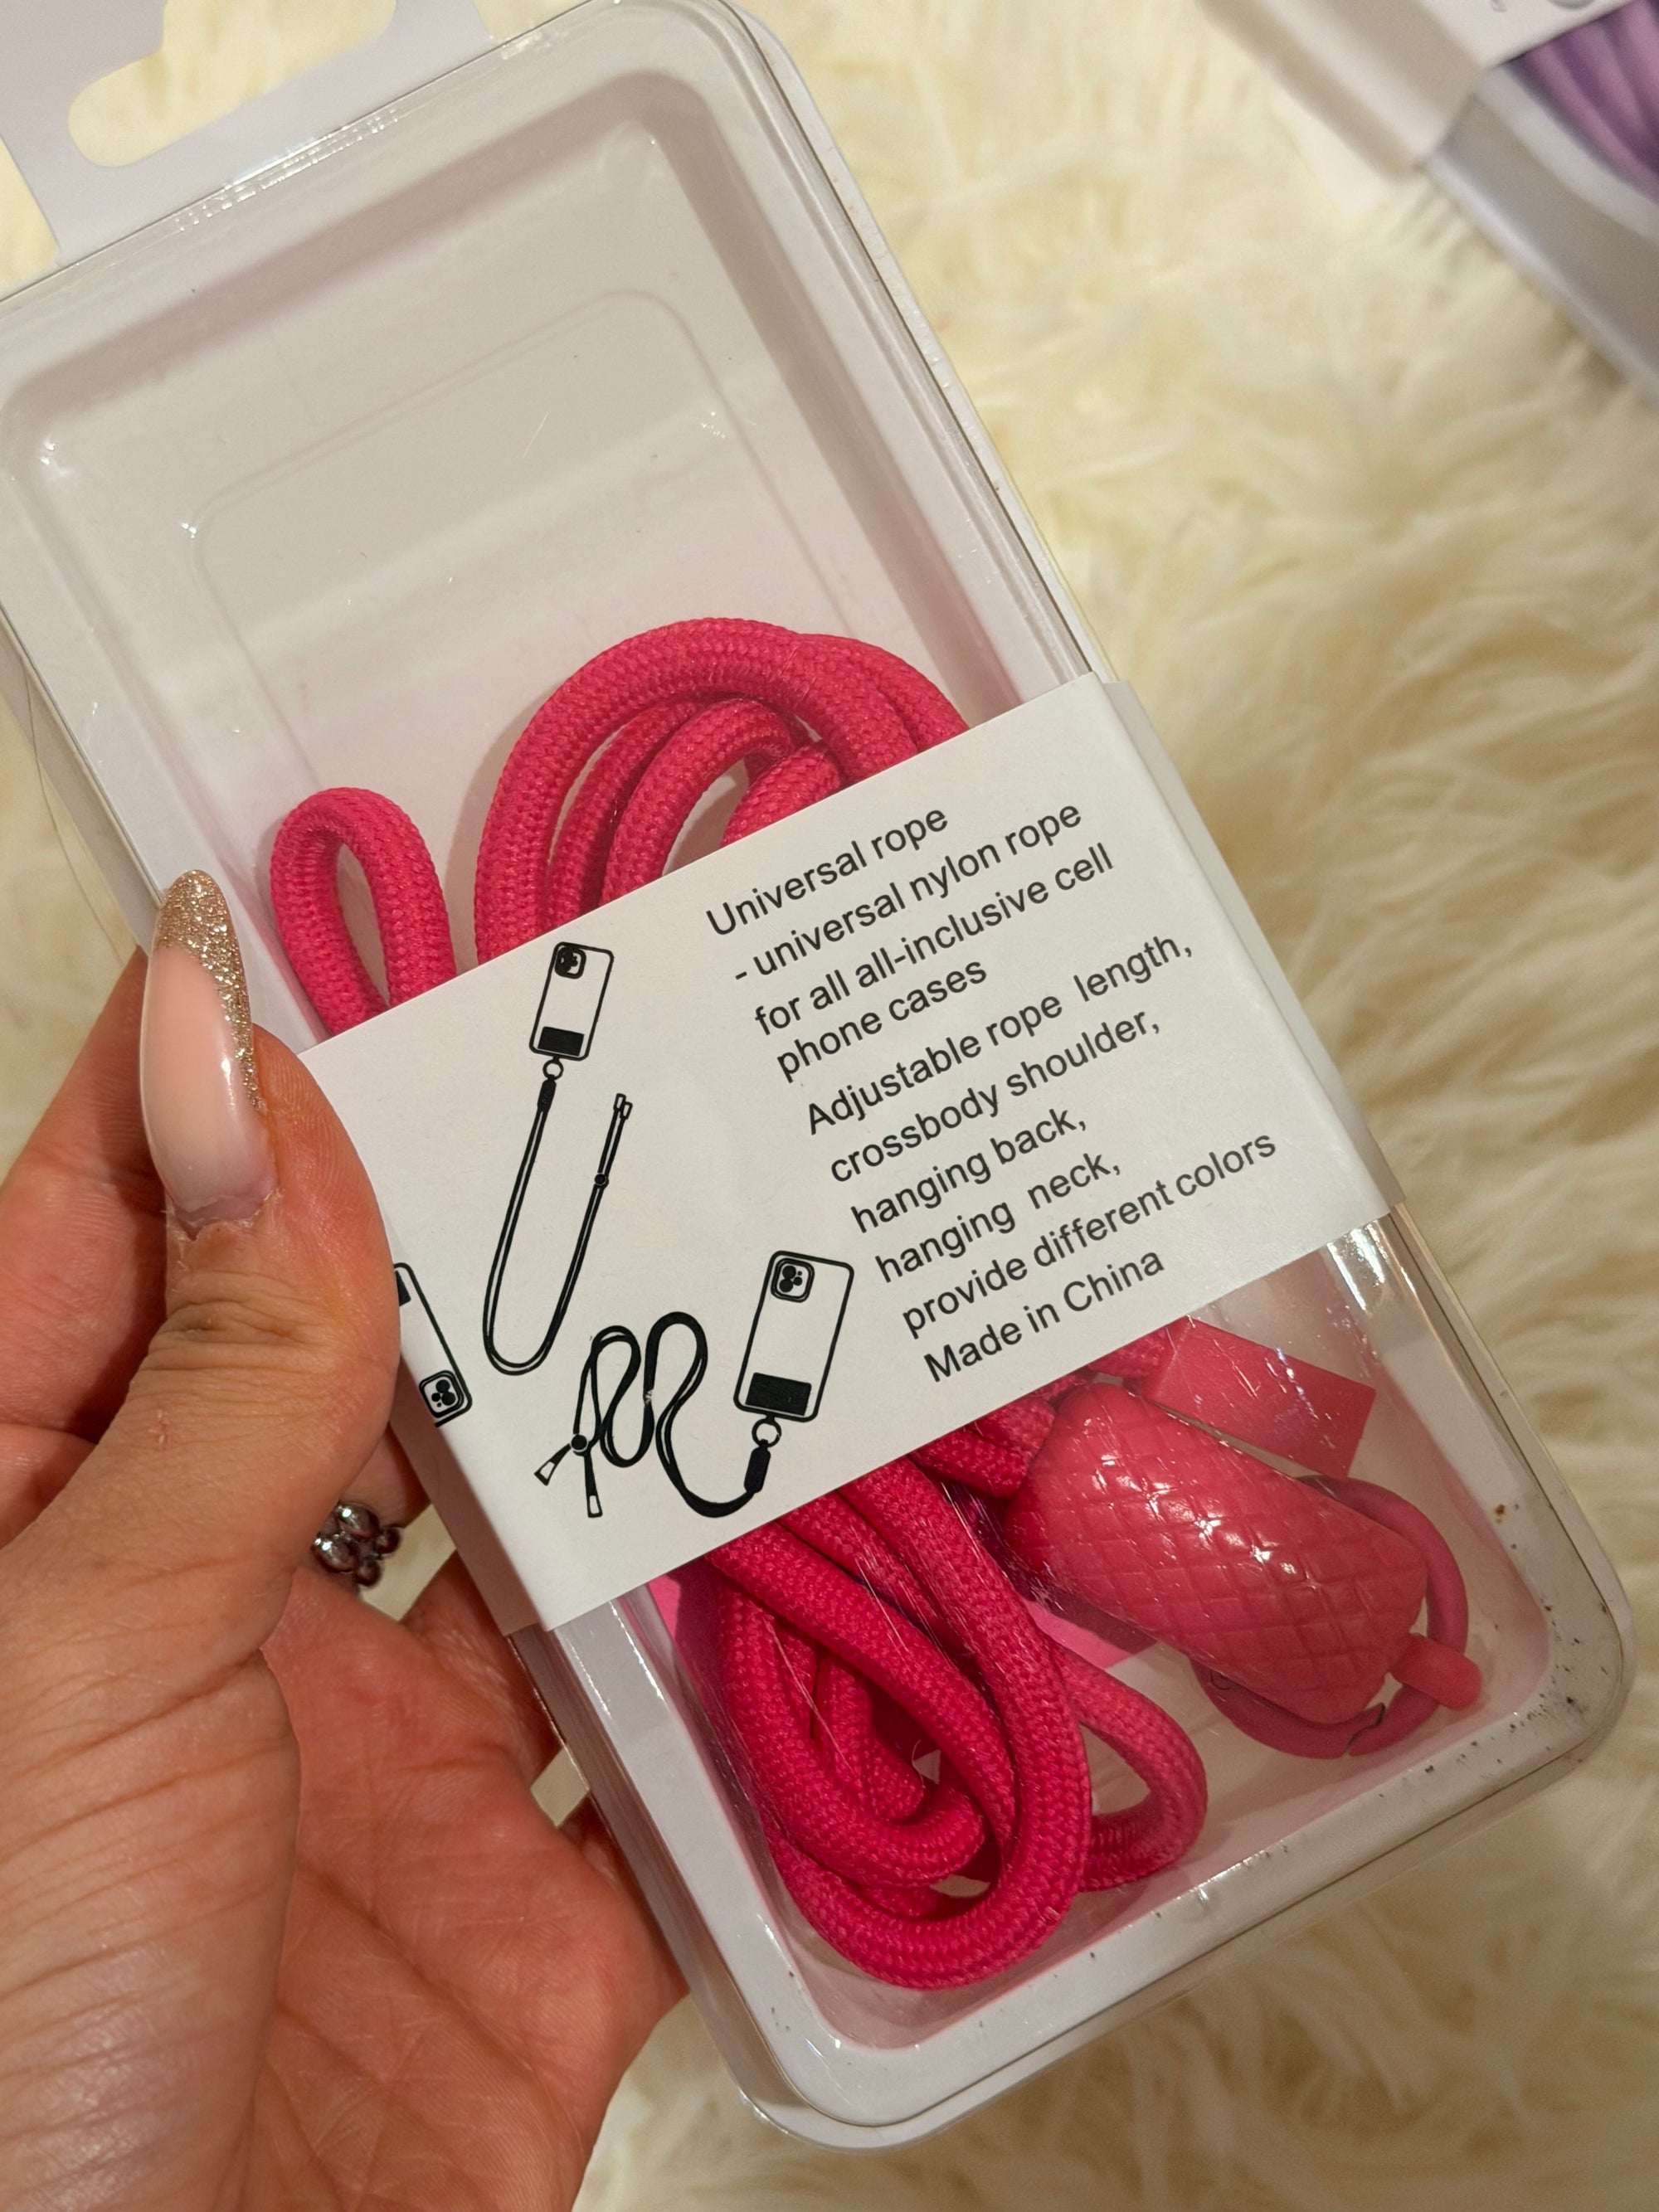 Universal rope
- universal nylon rope
for all all-inclusive cell
phone cases
Adjustable rope length,
crossbody shoulder,
hanging back,
hanging neck,
provide different colors
Made in China